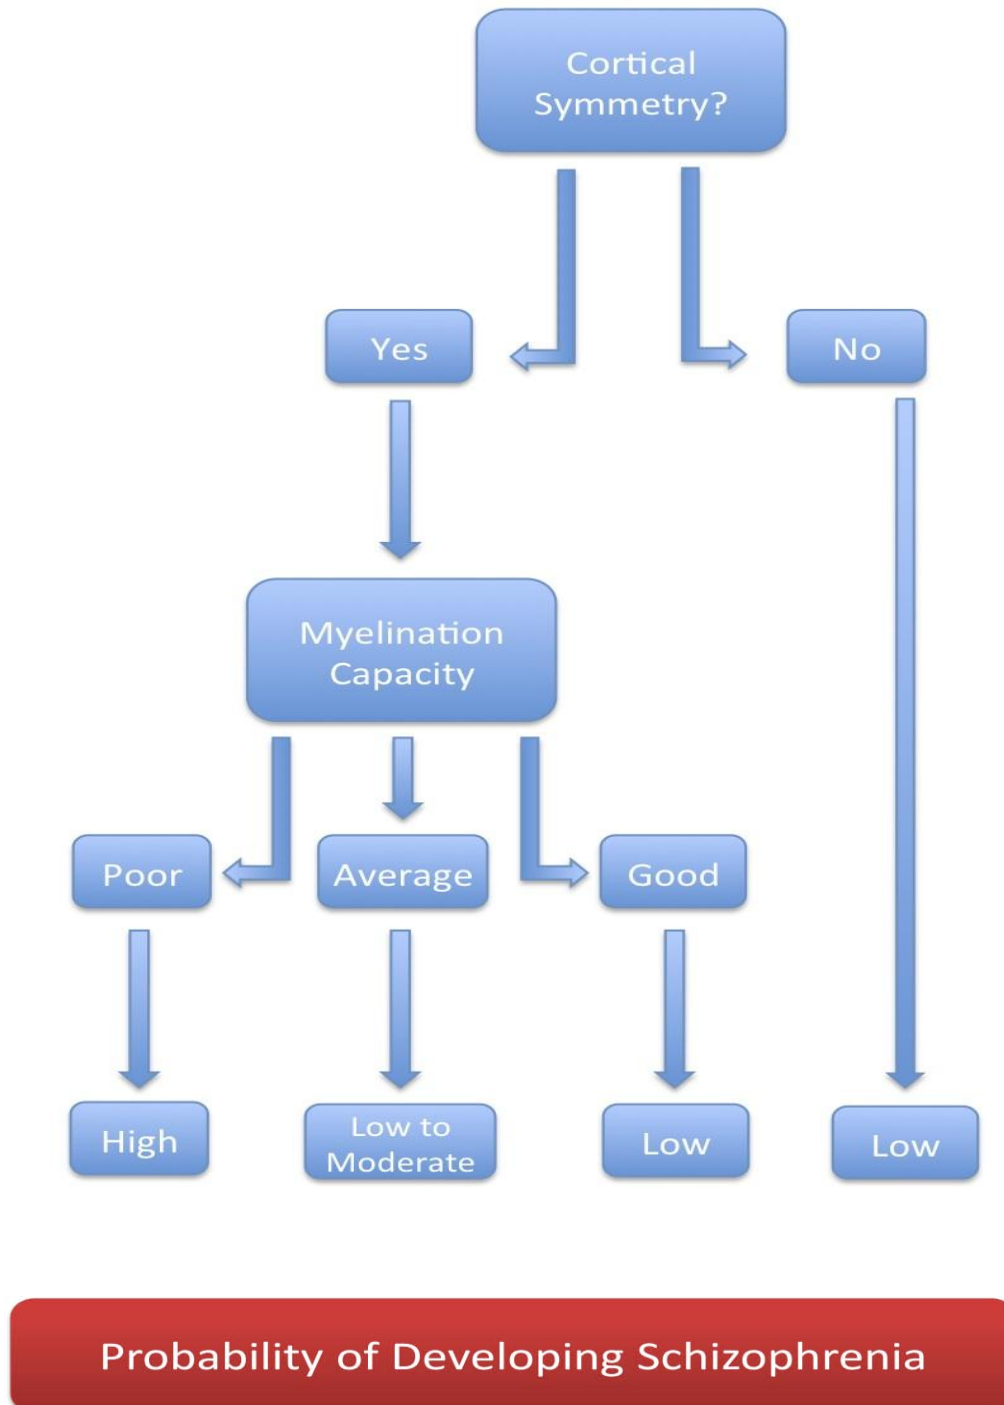 Cortical
Symmetry?
Yes
No
Myelination
Capacity
Poor
Average
Good
High
Low to
Moderate
Low
Low
Probability of Developing Schizophrenia